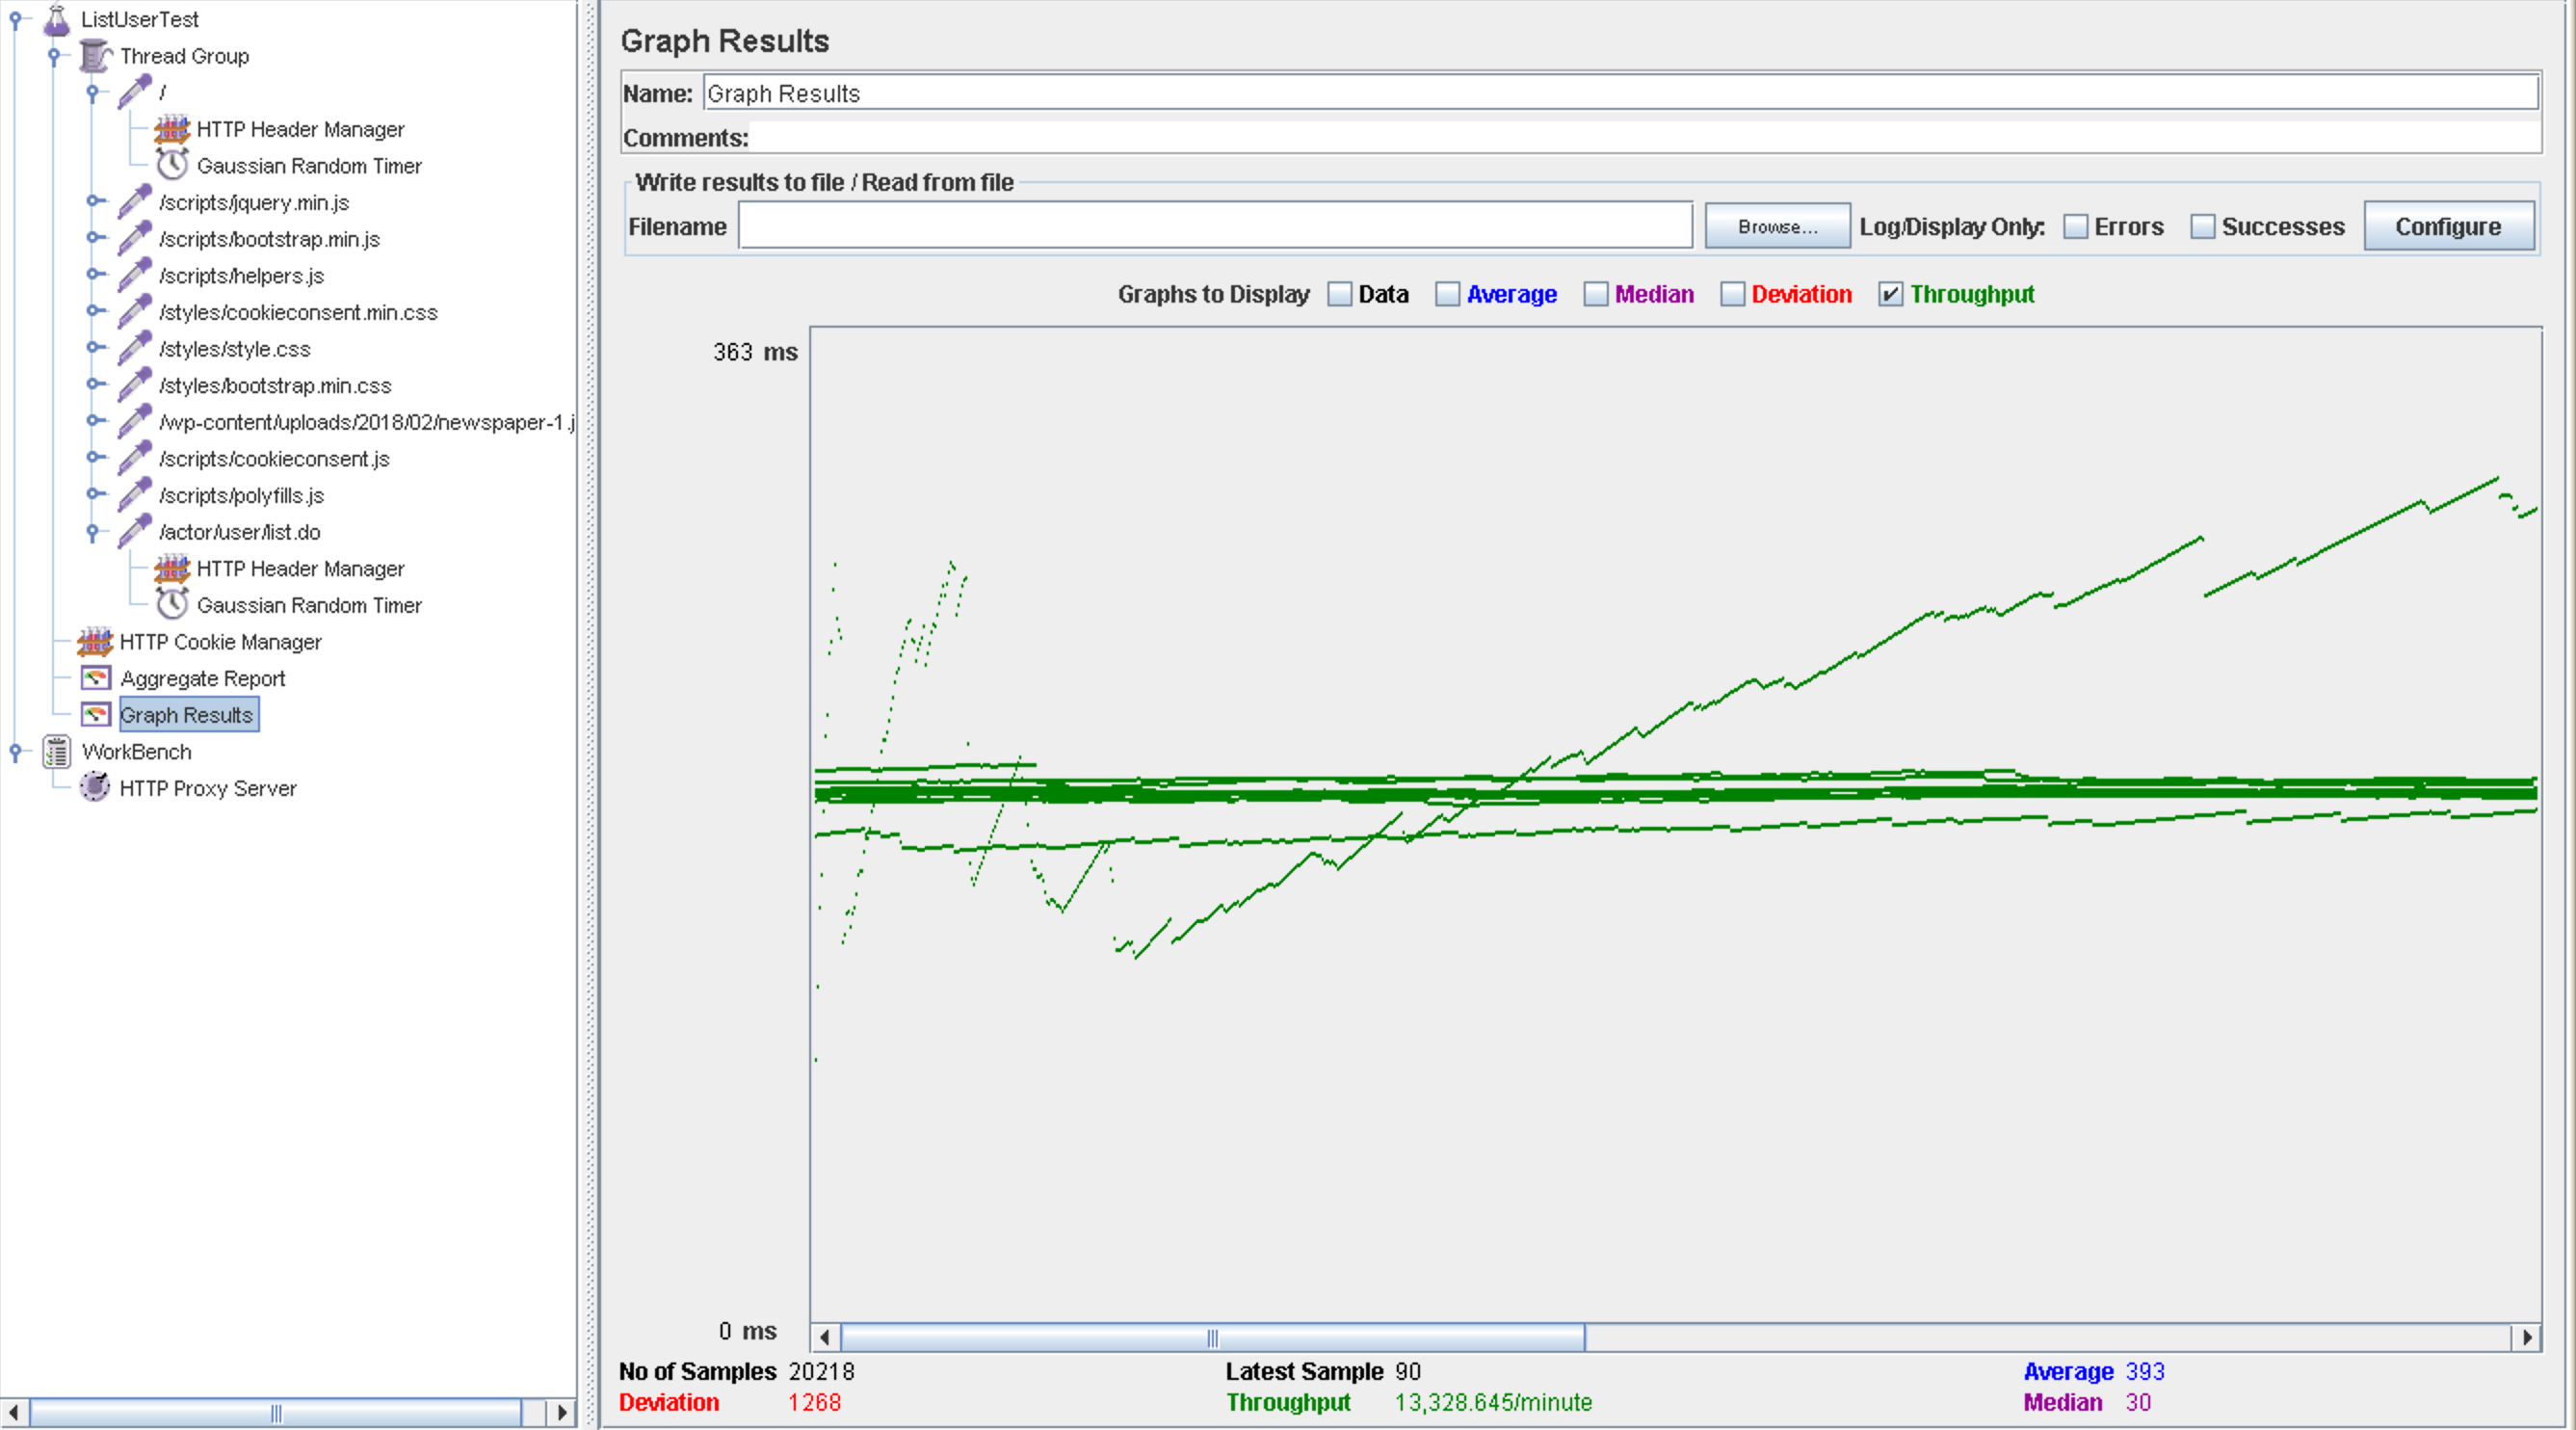 ListUserTest
Thread Group
/
HTTP Header Manager
Gaussian Random Timer
/scripts/jquery.min.js
/scripts/bootstrap.min.js
/scripts/helpers.js
/styles/cookieconsent.min.css
/styles/style.css
/styles/bootstrap.min.css
/wp-content/uploads/2018/02/newspaper-1.j
/scripts/cookieconsent.js
/scripts/polyfills.js
/actor/user/list.do
HTTP Header Manager
Gaussian Random Timer
HTTP Cookie Manager
Aggregate Report
Graph Results
WorkBench
HTTP Proxy Server
Graph Results
Name: Graph Results
Comments:
Write results to file / Read from file
Filename Browse... Log/Display Only: Errors Successes Configure
Graphs to Display Data Average Median Deviation Throughput
363 ms
0 ms
No of Samples 20218 Latest Sample 90 Average 393
Deviation 1268 Throughput 13,328.645/minute Median 30